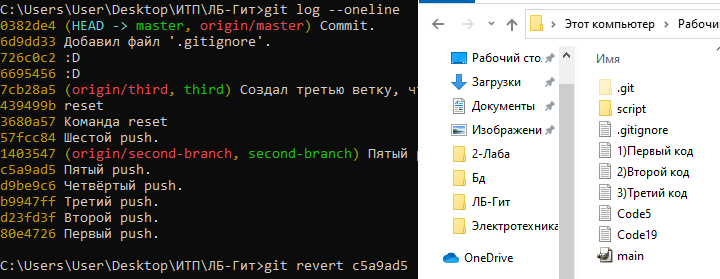 C:\Users\User\Desktop\ИТП\ЛБ-Гит>git log --oneline
0382de4 (HEAD -> master, origin/master) Commit.
6d9dd33 Добавил файл '.gitignore'.
726c0c2 :D
6695456 :D
7cb28a5 (origin/third, third) Создал третью ветку, чт
439499b reset
3680a57 Команда reset
57fcc84 Шестой push.
1403547 (origin/second-branch, second-branch) Пятый p
c5a9ad5 Пятый push.
d9be9c6 Четвёртый push.
b9947ff Третий push.
d23fd3f Второй push.
80e4726 Первый push.
C:\Users\User\Desktop\ИТП\ЛБ-Гит>git revert c5a9ad5
Этот компьютер > Рабочи
Рабочий сто.
Загрузки
Документы
Изображени
2-Лаба
Бд
ЛБ-Гит
Электротехника
OneDrive
.git
script
.gitignore
1)Первый код
2)Второй код
3)Третий код
Code5
Code19
main